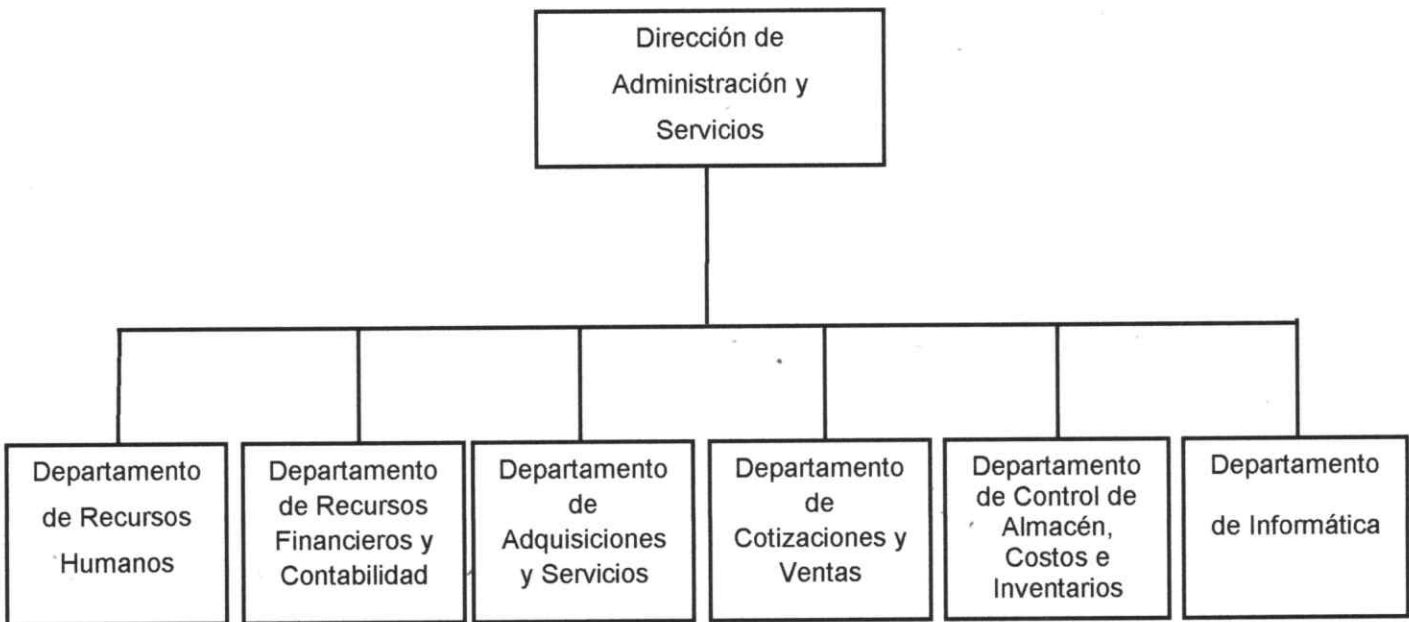 Dirección de
Administración y
Servicios
Departamento
de Recursos
Humanos
Departamento
de Recursos
Financieros y
Contabilidad
Departamento
de
Adquisiciones
y Servicios
Departamento
de
Cotizaciones y
Ventas
Departamento
de Control de
Almacén,
Costos e
Inventarios
Departamento
de Informática